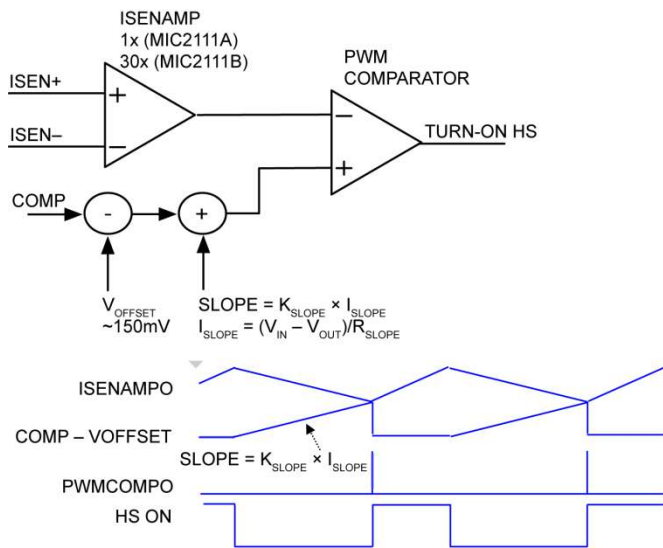 ISENAMP
1x (MIC2111A)
30x (MIC2111B)
PWM
COMPARATOR
ISEN+
+
−
TURN-ON HS
ISEN–
−
+
COMP
-
+
VOFFSET
~150mV
SLOPE = KSLOPE × ISLOPE
ISLOPE = (VIN – VOUT)/RSLOPE
ISENAMPO
COMP – VOFFSET
SLOPE = KSLOPE × ISLOPE
PWMCOMPO
HS ON